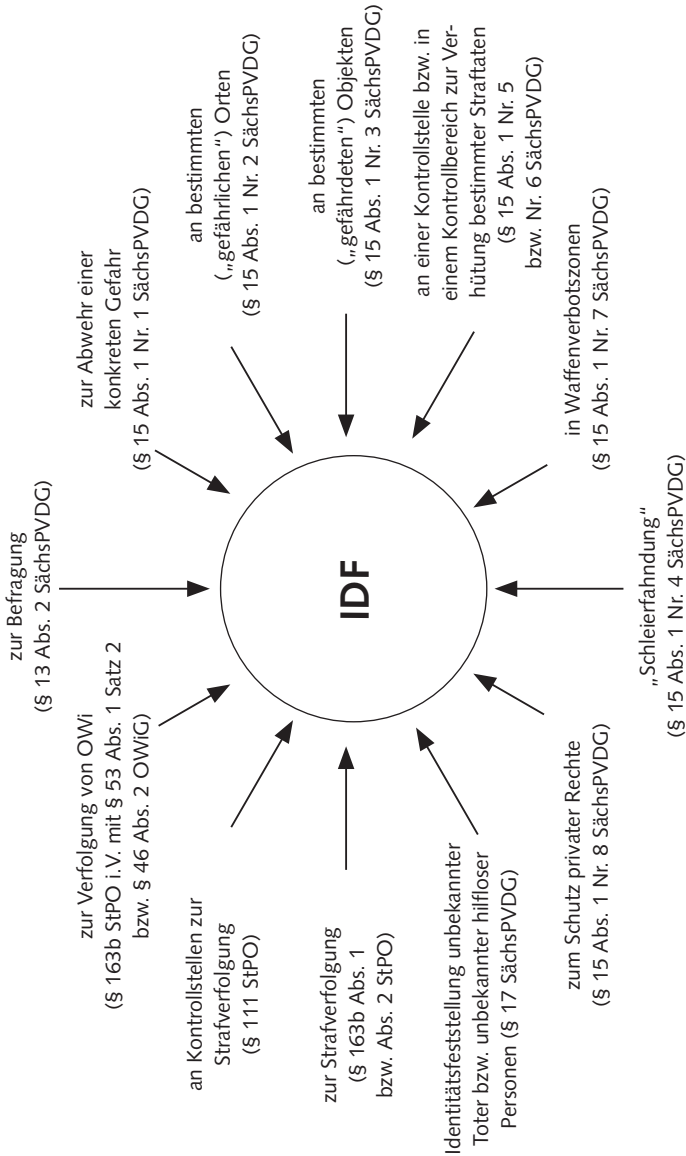 zur Befragung
(§ 13 Abs. 2 SächsPVDG)
zur Abwehr einer
konkreten Gefahr
(§ 15 Abs. 1 Nr. 1 SächsPVDG)
an bestimmten
(„gefährlichen“) Orten
(§ 15 Abs. 1 Nr. 2 SächsPVDG)
an bestimmten
(„gefährdeten“) Objekten
(§ 15 Abs. 1 Nr. 3 SächsPVDG)
an einer Kontrollstelle bzw. in
einem Kontrollbereich zur Ver-
hütung bestimmter Straftaten
(§ 15 Abs. 1 Nr. 5
bzw. Nr. 6 SächsPVDG)
in Waffenverbotszonen
(§ 15 Abs. 1 Nr. 7 SächsPVDG)
„Schleierfahndung“
(§ 15 Abs. 1 Nr. 4 SächsPVDG)
zum Schutz privater Rechte
(§ 15 Abs. 1 Nr. 8 SächsPVDG)
Identitätsfeststellung unbekannter
Toter bzw. unbekannter hilfloser
Personen (§ 17 SächsPVDG)
zur Strafverfolgung
(§ 163b Abs. 1
bzw. Abs. 2 StPO)
an Kontrollstellen zur
Strafverfolgung
(§ 111 StPO)
zur Verfolgung von OWi
(§ 163b StPO i.V. mit § 53 Abs. 1 Satz 2
bzw. § 46 Abs. 2 OWiG)
IDF